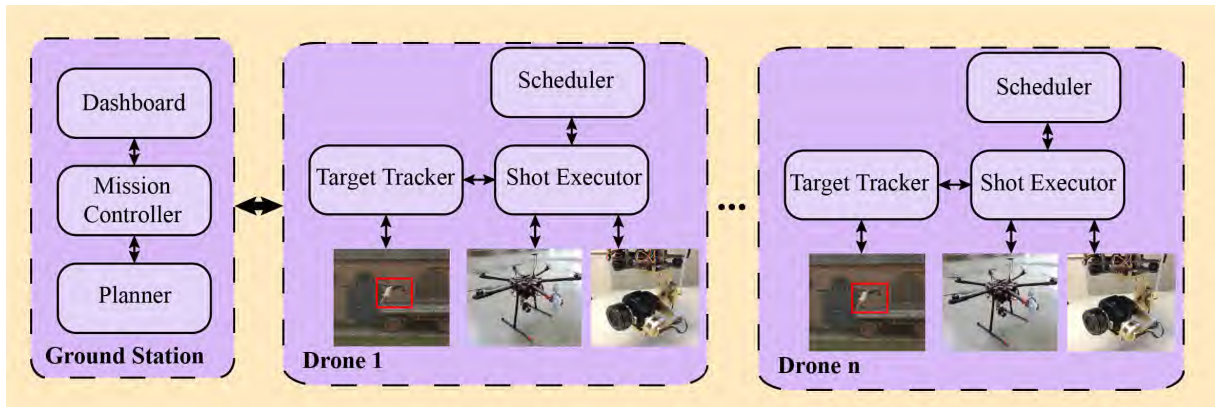 Dashboard
Mission
Controller
Planner
Ground Station
Scheduler
Target Tracker
Shot Executor
Drone 1
...
Scheduler
Target Tracker
Shot Executor
Drone n